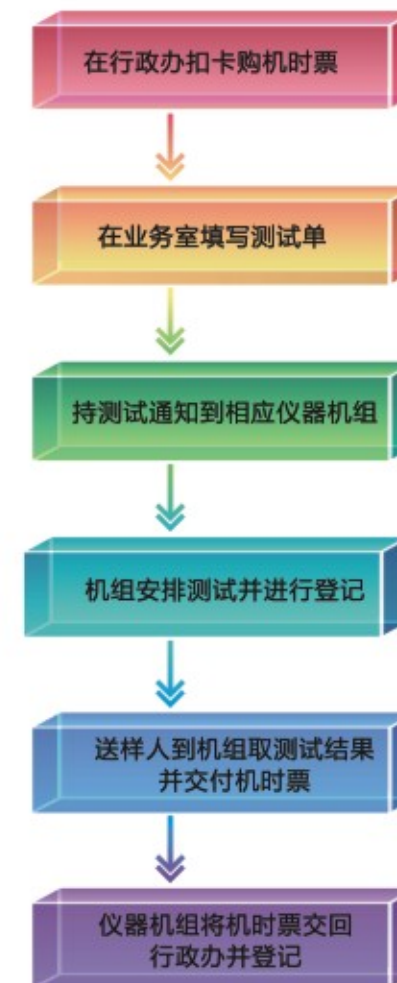 在行政办扣卡购机时票
在业务室填写测试单
持测试通知到相应仪器机组
机组安排测试并进行登记
送样人到机组取测试结果
并交付机时票
仪器机组将机时票交回
行政办并登记